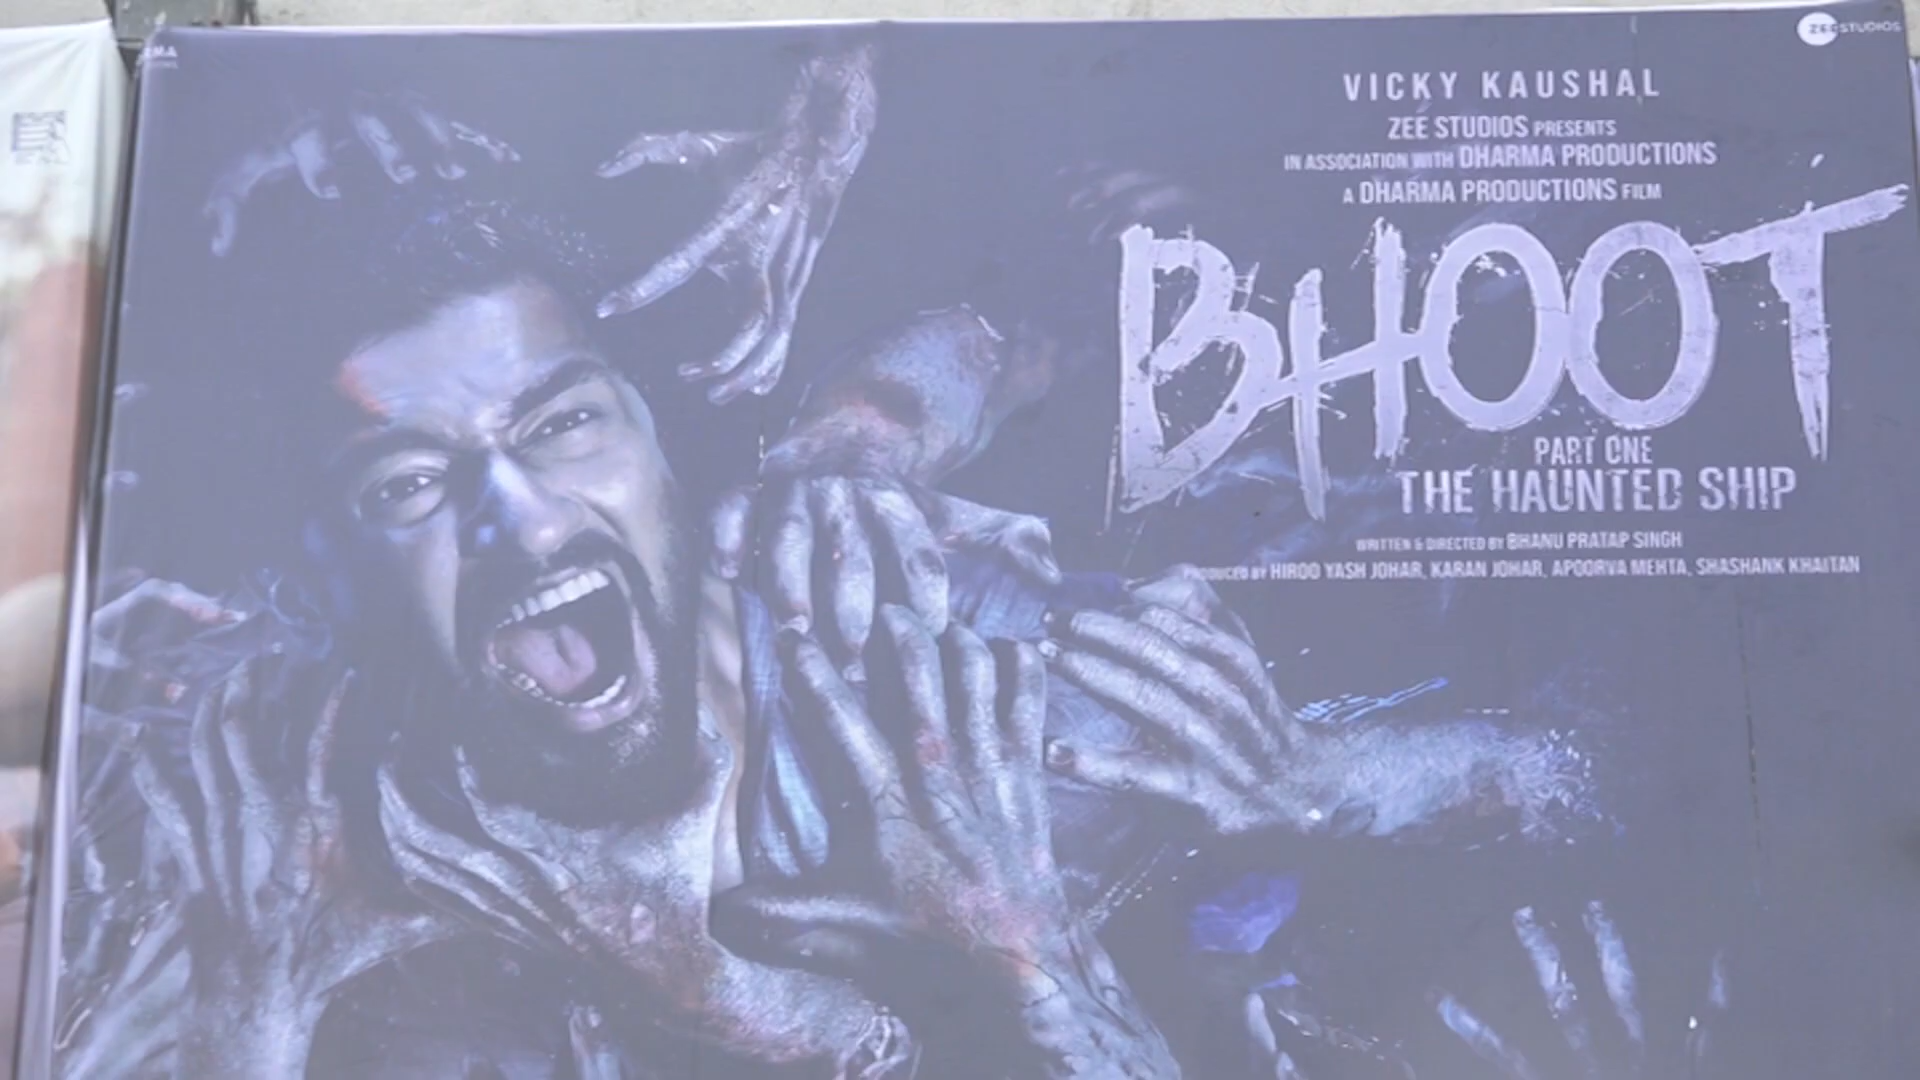 ZEE STUDIOS
VICKY KAUSHAL
ZEE STUDIOS PRESENTS
IN ASSOCIATION WITH DHARMA PRODUCTIONS
A DHARMA PRODUCTIONS FILM
BHOOT
PART ONE
THE HAUNTED SHIP
WRITTEN & DIRECTED BY BHANU PRATAP SINGH
PRODUCED BY HIROO YASH JOHAR, KARAN JOHAR, APOORVA MEHTA, SHASHANK KHAITAN